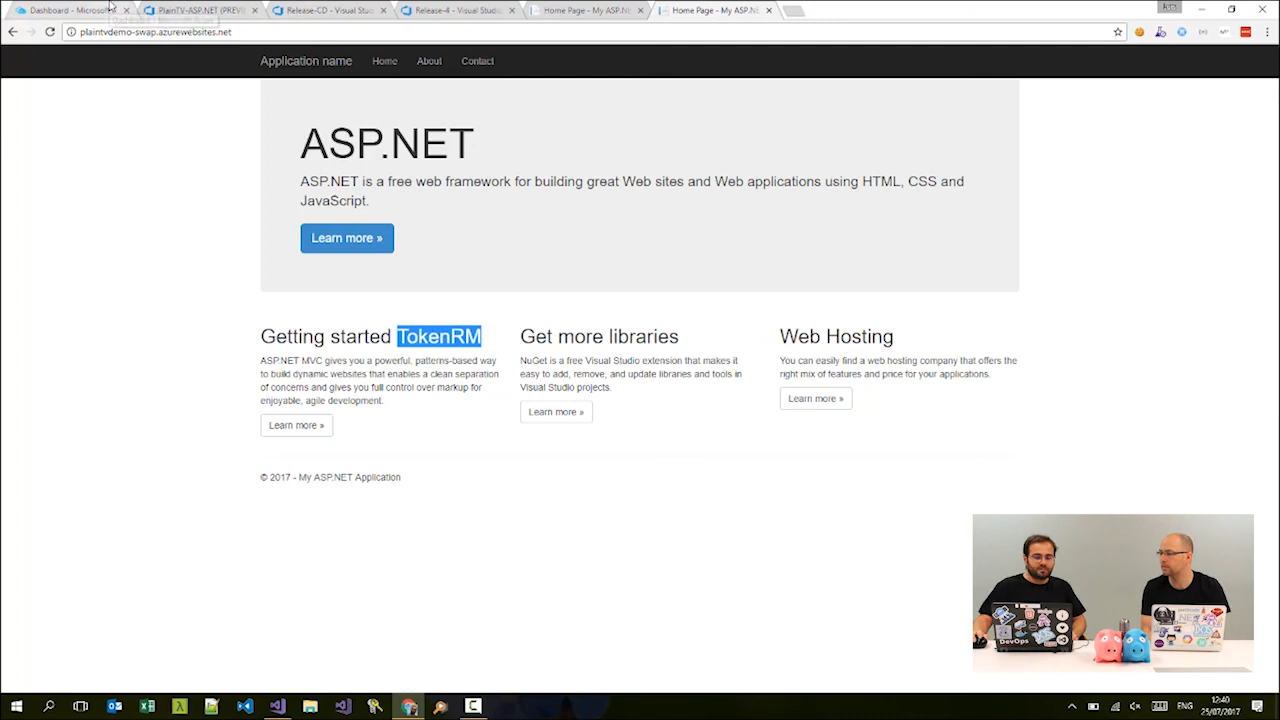 Dashboard - Microsoft A
PlainTV-ASP.NET (PREVI
Release-CD - Visual Stud
Release-4 - Visual Studi
Home Page - My ASP.NE
Home Page - My ASP.NE
plaintvdemo-swap.azurewebsites.net
Application name
Home
About
Contact
ASP.NET
ASP.NET is a free web framework for building great Web sites and Web applications using HTML, CSS and
JavaScript.
Learn more »
Getting started TokenRM
ASP.NET MVC gives you a powerful, patterns-based way
to build dynamic websites that enables a clean separation
of concerns and gives you full control over markup for
enjoyable, agile development.
Learn more »
Get more libraries
NuGet is a free Visual Studio extension that makes it
easy to add, remove, and update libraries and tools in
Visual Studio projects.
Learn more »
Web Hosting
You can easily find a web hosting company that offers the
right mix of features and price for your applications.
Learn more »
© 2017 - My ASP.NET Application
DevOps
ENG
12:40
25/07/2017